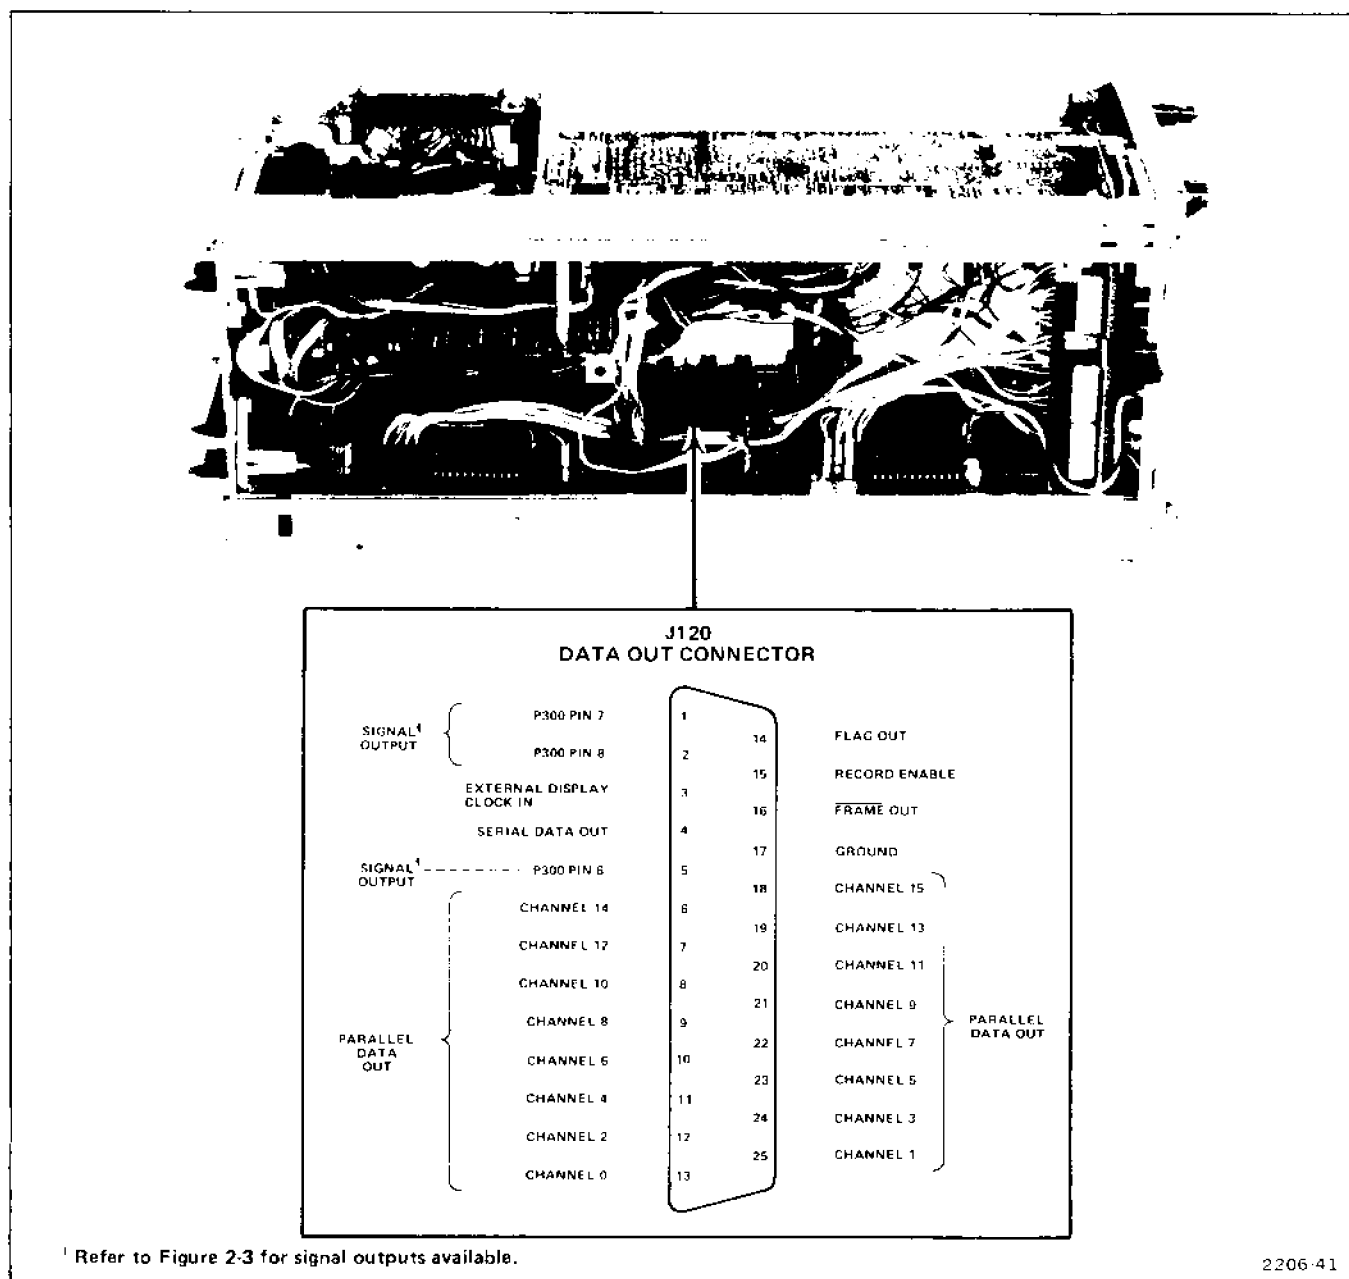 J120
DATA OUT CONNECTOR
SIGNAL¹
OUTPUT
P300 PIN 7
P300 PIN 8
EXTERNAL DISPLAY
CLOCK IN
SERIAL DATA OUT
SIGNAL¹
OUTPUT
P300 PIN 6
PARALLEL
DATA
OUT
CHANNEL 14
CHANNEL 12
CHANNEL 10
CHANNEL 8
CHANNEL 6
CHANNEL 4
CHANNEL 2
CHANNEL 0
1
2
3
4
5
6
7
8
9
10
11
12
13
14
15
16
17
18
19
20
21
22
23
24
25
FLAG OUT
RECORD ENABLE
FRAME OUT
GROUND
CHANNEL 15
CHANNEL 13
CHANNEL 11
CHANNEL 9
CHANNEL 7
CHANNEL 5
CHANNEL 3
CHANNEL 1
PARALLEL
DATA OUT
¹ Refer to Figure 2-3 for signal outputs available.
2206-41